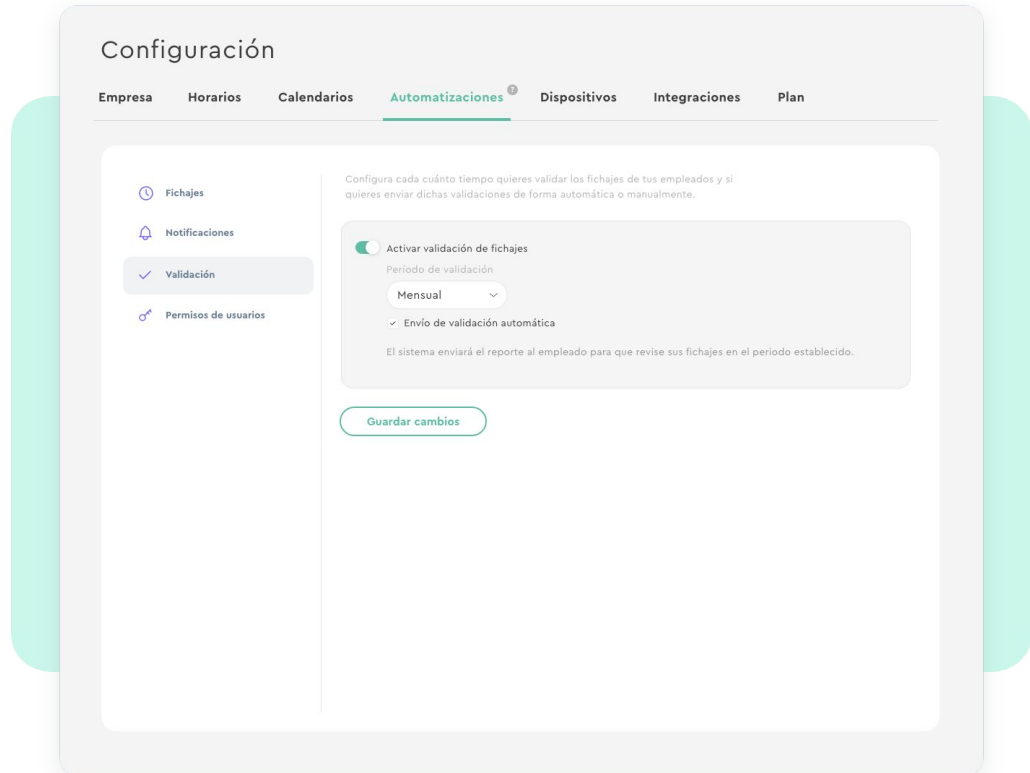 Configuración
Empresa Horarios Calendarios Automatizaciones ? Dispositivos Integraciones Plan
Fichajes
Notificaciones
Validación
Permisos de usuarios
Configura cada cuánto tiempo quieres validar los fichajes de tus empleados y si
quieres enviar dichas validaciones de forma automática o manualmente.
Activar validación de fichajes
Período de validación
Mensual
Envío de validación automática
El sistema enviará el reporte al empleado para que revise sus fichajes en el periodo establecido.
Guardar cambios